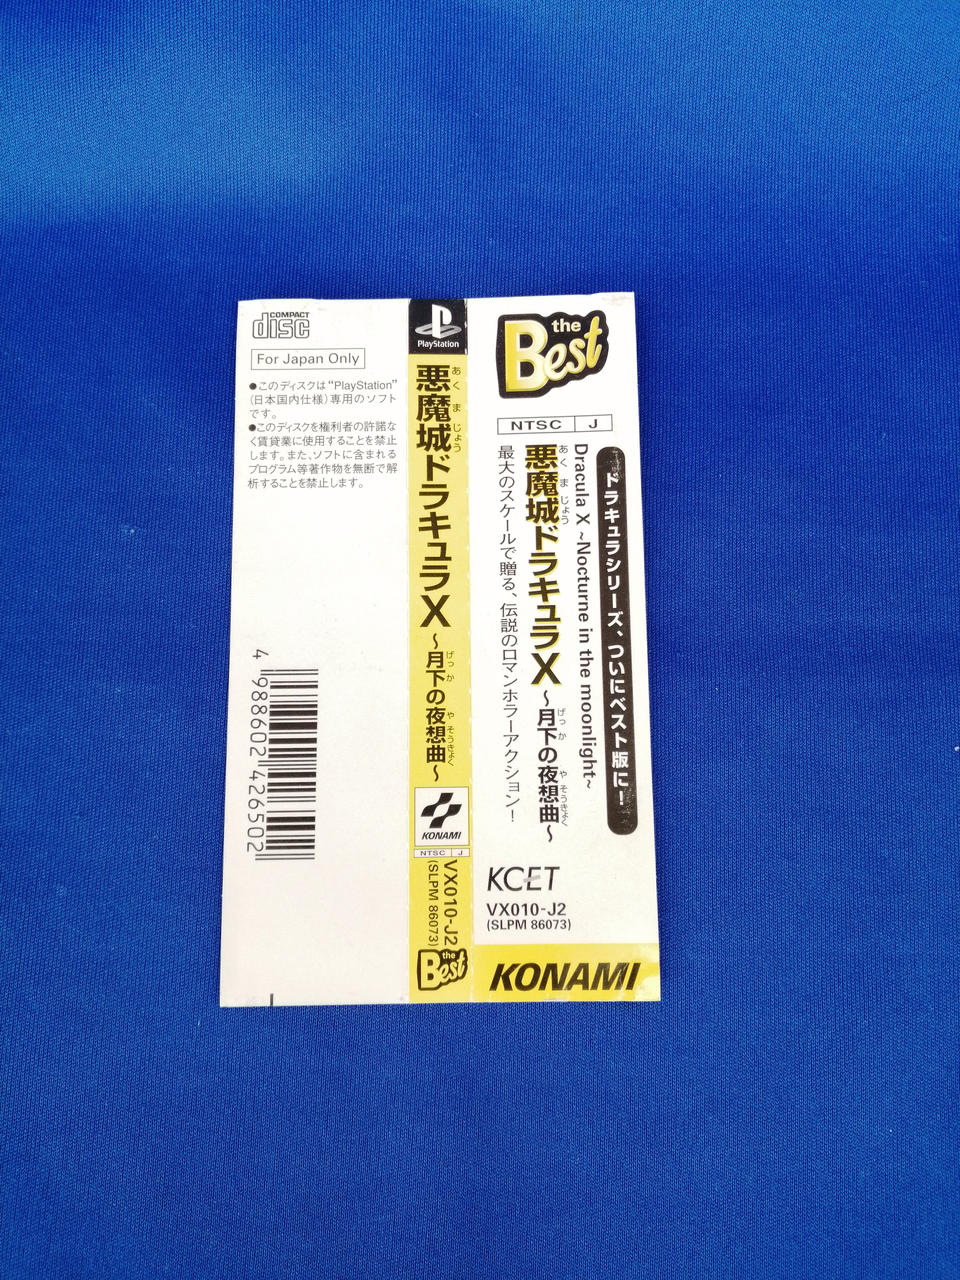 COMPACT
disc
For Japan Only
●このディスクは“PlayStation”
(日本国内仕様)専用のソフト
です。
●このディスクを権利者の許諾な
く賃貸業に使用することを禁止
します。また、ソフトに含まれる
プログラム等著作物を無断で解
析することを禁止します。
4 988602 426502
PlayStation
悪魔城ドラキュラX
あくまじょう
~月下の夜想曲~
げっか やそうきょく
KONAMI
NTSC J
VX010-J2
(SLPM 86073)
the
Best
the
Best
NTSC J
ドラキュラシリーズ、ついにベスト版に!
Dracula X ~Nocturne in the moonlight~
悪魔城ドラキュラX~月下の夜想曲~
あくまじょう げっか やそうきょく
最大のスケールで贈る、伝説のロマンホラーアクション!
KCET
VX010-J2
(SLPM 86073)
KONAMI